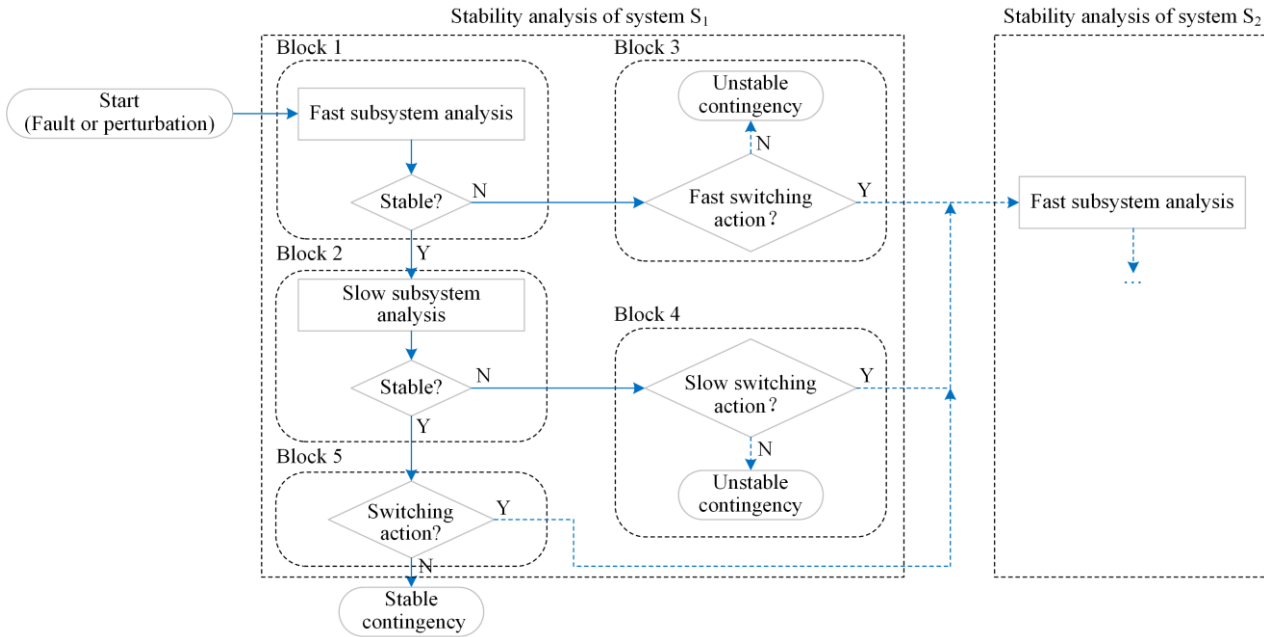 Stability analysis of system S₁
Stability analysis of system S₂
Block 1
Block 3
Start
(Fault or perturbation)
Fast subsystem analysis
Stable?
N
Y
Unstable
contingency
N
Fast switching
action?
Y
Fast subsystem analysis
...
Block 2
Slow subsystem
analysis
Stable?
N
Y
Block 4
Slow switching
action?
Y
N
Unstable
contingency
Block 5
Switching
action?
Y
N
Stable
contingency